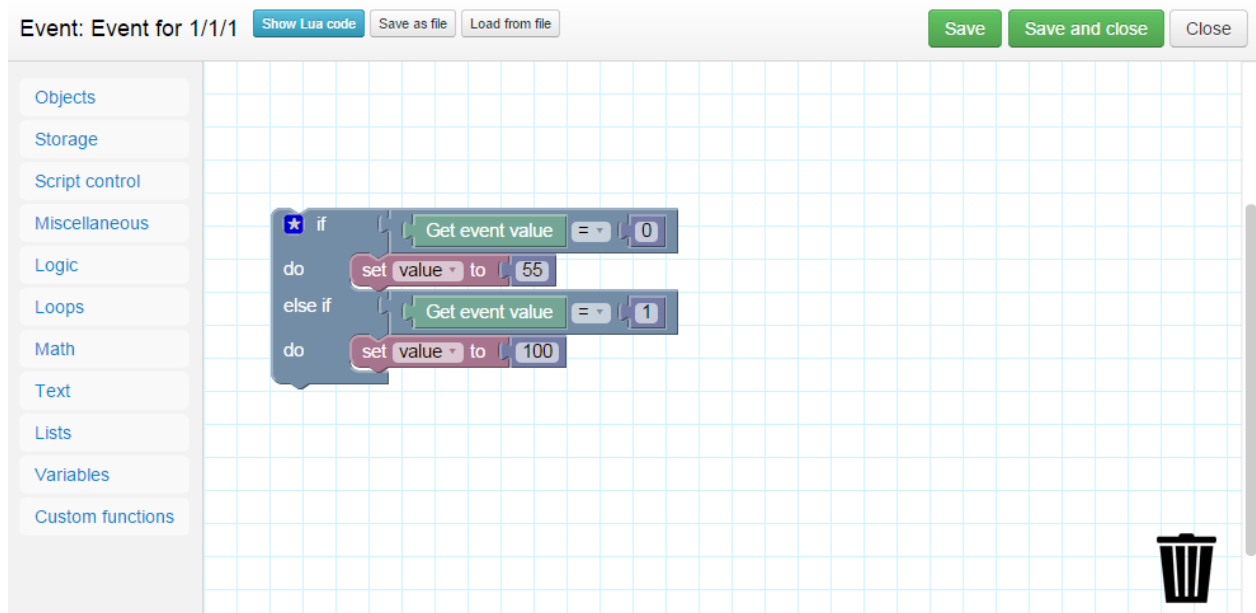 Event: Event for 1/1/1 Show Lua code Save as file Load from file Save Save and close Close
Objects
Storage
Script control
Miscellaneous
Logic
Loops
Math
Text
Lists
Variables
Custom functions
if Get event value = 0
do set value to 55
else if Get event value = 1
do set value to 100